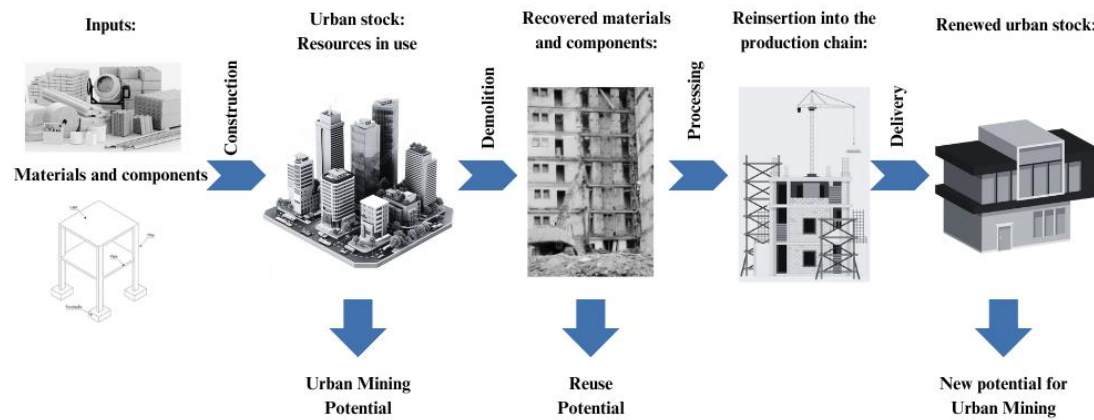 Inputs:
Materials and components
Construction
Urban stock:
Resources in use
Urban Mining
Potential
Demolition
Recovered materials
and components:
Reuse
Potential
Processing
Reinsertion into the
production chain:
Delivery
Renewed urban stock:
New potential for
Urban Mining